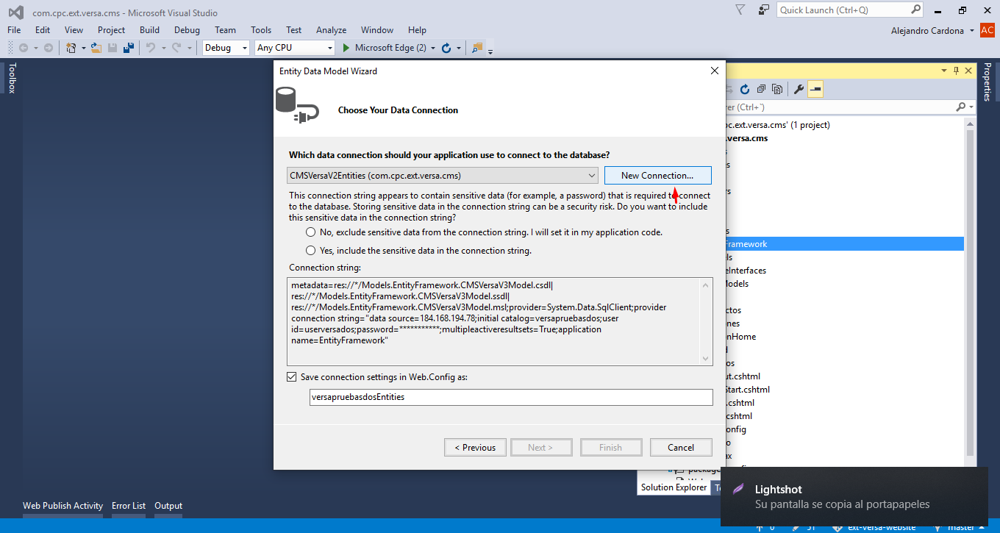 com.cpc.ext.versa.cms - Microsoft Visual Studio
Quick Launch (Ctrl+Q)
File Edit View Project Build Debug Team Tools Test Analyze Window Help
Alejandro Cardona AC
Debug Any CPU Microsoft Edge (2)
Toolbox
Properties
Entity Data Model Wizard
Choose Your Data Connection
Which data connection should your application use to connect to the database?
CMSVersaV2Entities (com.cpc.ext.versa.cms) New Connection...
This connection string appears to contain sensitive data (for example, a password) that is required to connect
to the database. Storing sensitive data in the connection string can be a security risk. Do you want to include
this sensitive data in the connection string?
No, exclude sensitive data from the connection string. I will set it in my application code.
Yes, include the sensitive data in the connection string.
Connection string:
metadata=res://*/Models.EntityFramework.CMSVersaV3Model.csdl|
res://*/Models.EntityFramework.CMSVersaV3Model.ssdl|
res://*/Models.EntityFramework.CMSVersaV3Model.msl;provider=System.Data.SqlClient;provider
connection string="data source=184.168.194.78;initial catalog=versapruebasdos;user
id=userversados;password=***********;multipleactiveresultsets=True;application
name=EntityFramework"
Save connection settings in Web.Config as:
versapruebasdosEntities
< Previous Next > Finish Cancel
rer (Ctrl+`)
pc.ext.versa.cms' (1 project)
.versa.cms
s
s
rs
s
Framework
ls
eInterfaces
Models
ctos
ones
onHome
d
os
ut.cshtml
Start.cshtml
.cshtml
cshtml
onfig
o
ax
package
Solution Explorer
Lightshot
Su pantalla se copia al portapapeles
Web Publish Activity Error List Output
0 51 ext-versa-website master